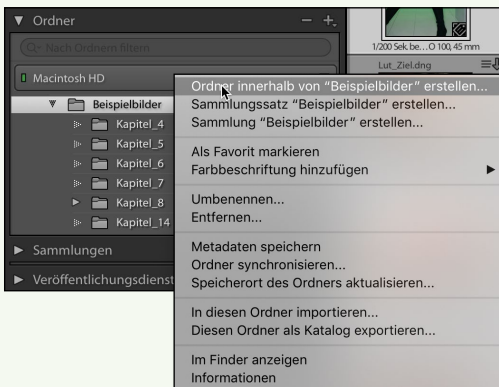 Ordner
Nach Ordnern filtern
Macintosh HD
Beispielbilder
Kapitel_4
Kapitel_5
Kapitel_6
Kapitel_7
Kapitel_8
Kapitel_14
Sammlungen
Veröffentlichungsdienst
1/200 Sek. be... O 100, 45 mm
Lut_Ziel.dng
Ordner innerhalb von "Beispielbilder" erstellen...
Sammlungssatz "Beispielbilder" erstellen...
Sammlung "Beispielbilder" erstellen...
Als Favorit markieren
Farbbeschriftung hinzufügen
Umbenennen...
Entfernen...
Metadaten speichern
Ordner synchronisieren...
Speicherort des Ordners aktualisieren...
In diesen Ordner importieren...
Diesen Ordner als Katalog exportieren...
Im Finder anzeigen
Informationen